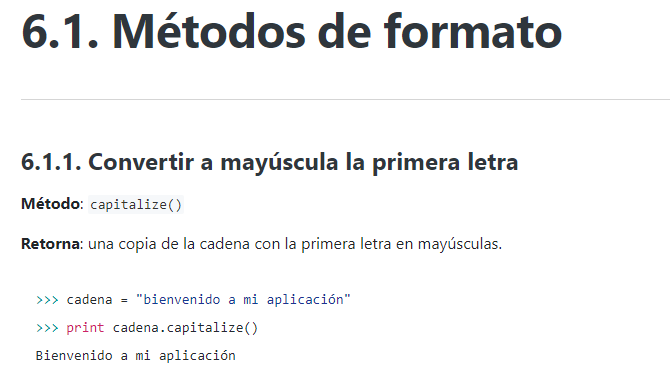 6.1. Métodos de formato
6.1.1. Convertir a mayúscula la primera letra
Método: capitalize()
Retorna: una copia de la cadena con la primera letra en mayúsculas.
>>> cadena = "bienvenido a mi aplicación"
>>> print cadena.capitalize()
Bienvenido a mi aplicación